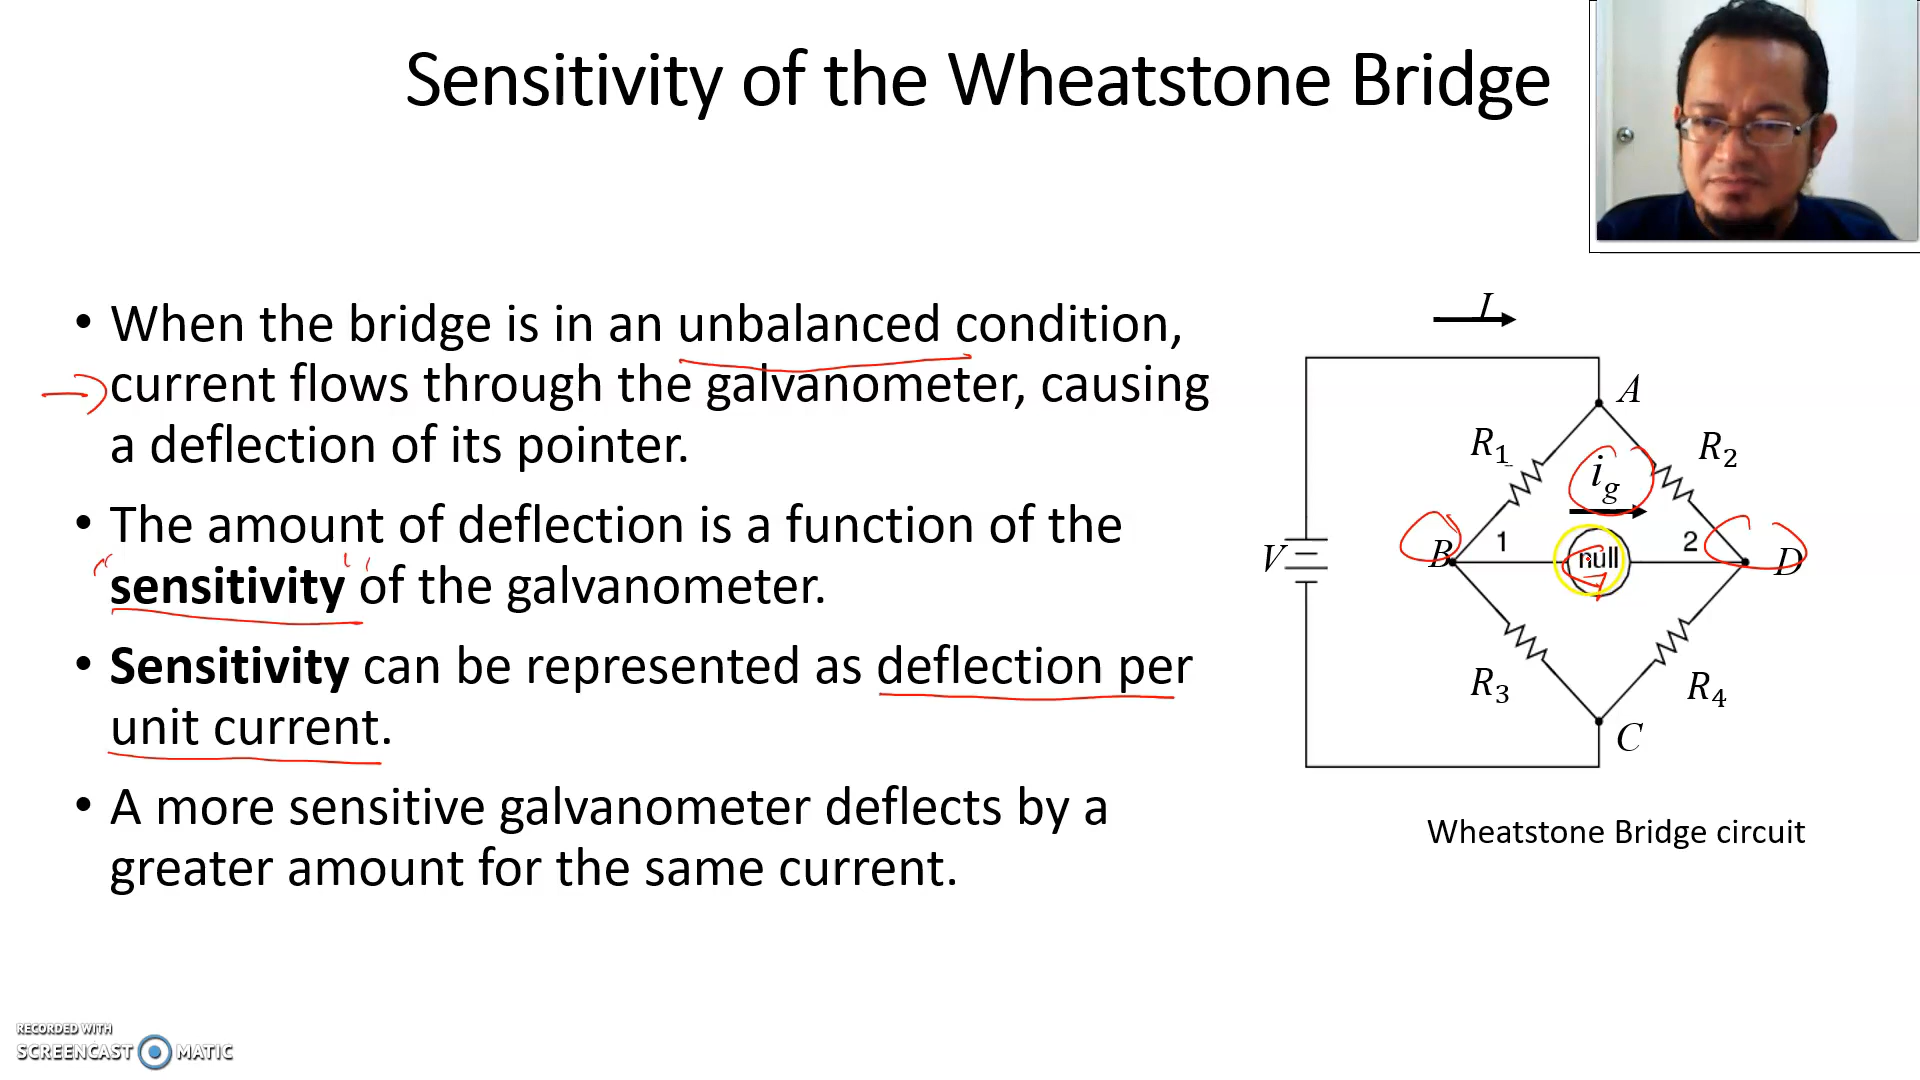 Sensitivity of the Wheatstone Bridge
• When the bridge is in an unbalanced condition,
current flows through the galvanometer, causing
a deflection of its pointer.
• The amount of deflection is a function of the
sensitivity of the galvanometer.
• Sensitivity can be represented as deflection per
unit current.
• A more sensitive galvanometer deflects by a
greater amount for the same current.
I
A
R₁
R₂
i_g
V
B
1
null
2
D
R₃
R₄
C
Wheatstone Bridge circuit
RECORDED WITH
SCREENCAST MATIC